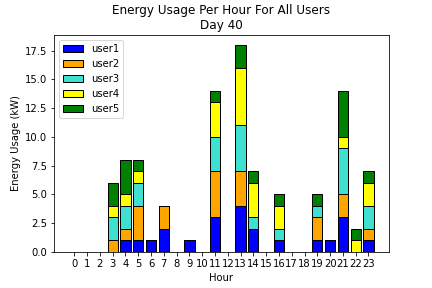 Energy Usage Per Hour For All Users
Day 40
17.5
15.0
12.5
10.0
7.5
5.0
2.5
0.0
Energy Usage (kW)
user1
user2
user3
user4
user5
0 1 2 3 4 5 6 7 8 9 10 11 12 13 14 15 16 17 18 19 20 21 22 23
Hour